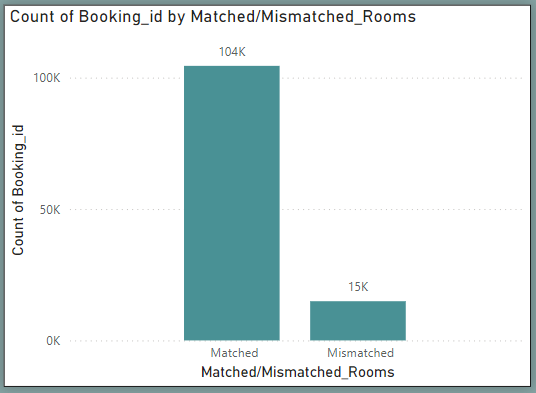 Count of Booking_id by Matched/Mismatched_Rooms
104K
100K
Count of Booking_id
50K
15K
0K
Matched Mismatched
Matched/Mismatched_Rooms